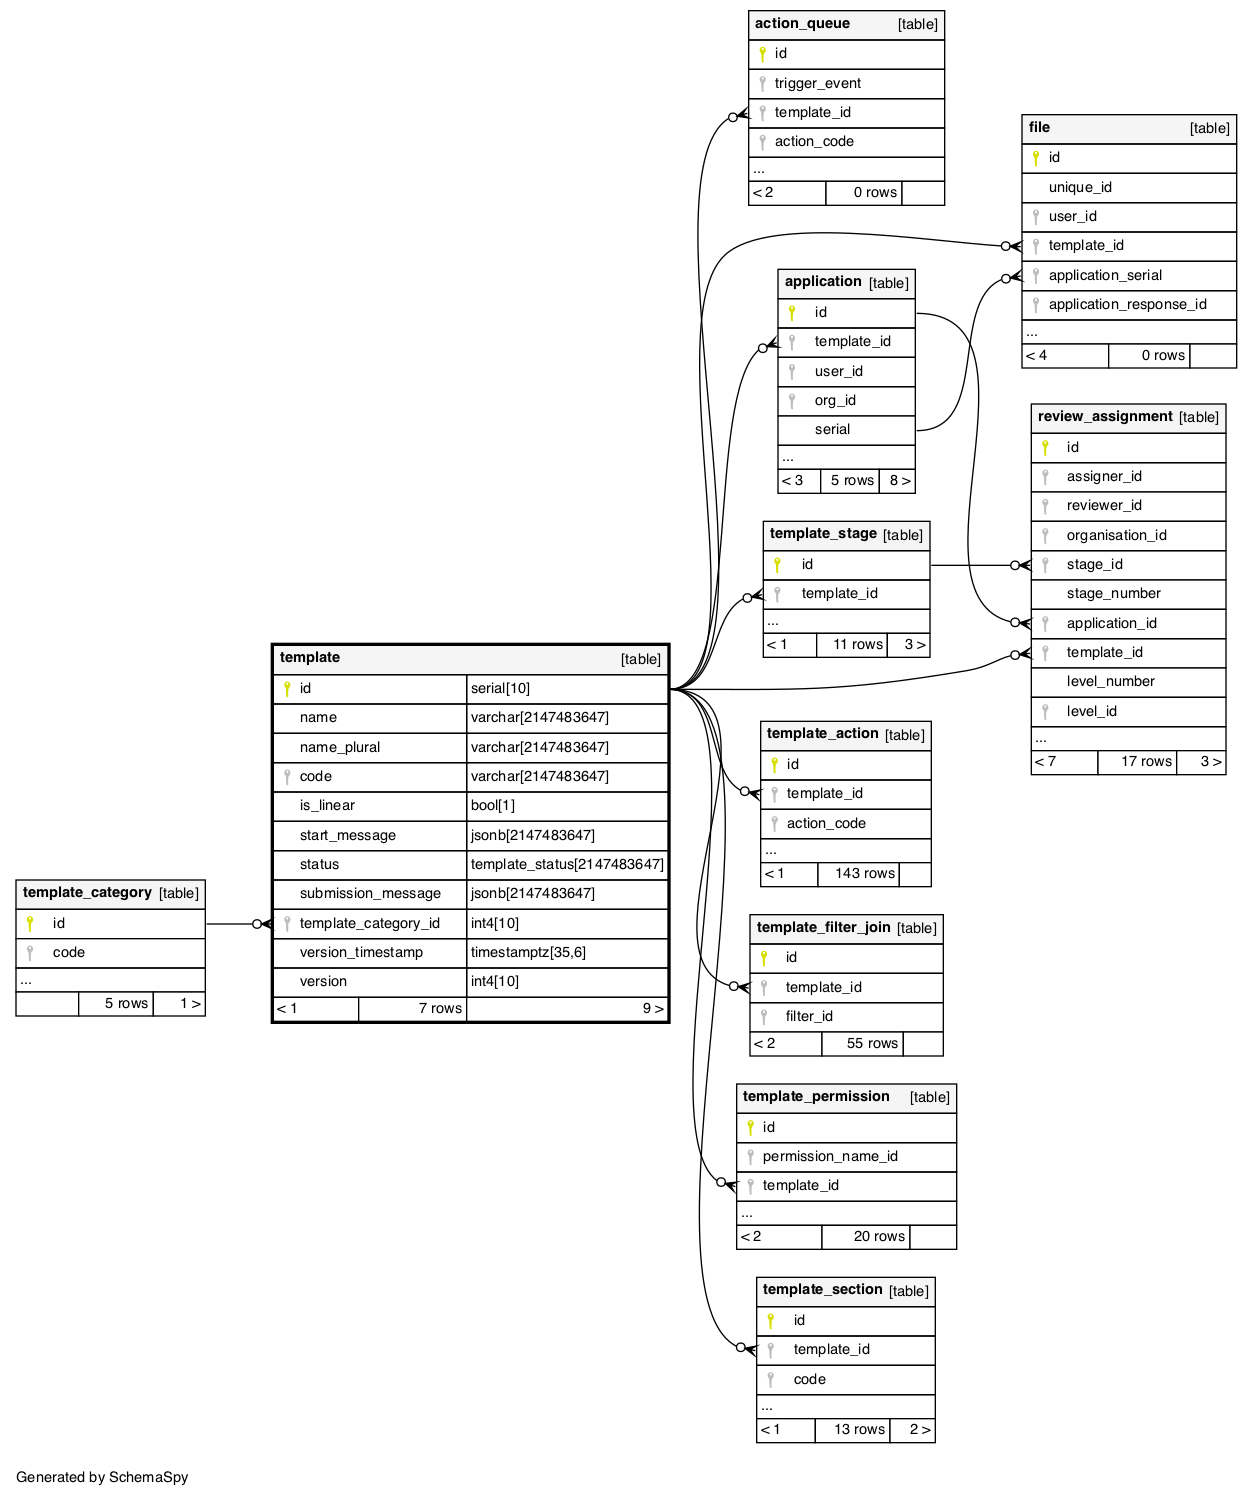 action_queue [table]
id
trigger_event
template_id
action_code
...
< 2 0 rows
file [table]
id
unique_id
user_id
template_id
application_serial
application_response_id
...
< 4 0 rows
application [table]
id
template_id
user_id
org_id
serial
...
< 3 5 rows 8 >
review_assignment [table]
id
assigner_id
reviewer_id
organisation_id
stage_id
stage_number
application_id
template_id
level_number
level_id
...
< 7 17 rows 3 >
template_stage [table]
id
template_id
...
< 1 11 rows 3 >
template [table]
id serial[10]
name varchar[2147483647]
name_plural varchar[2147483647]
code varchar[2147483647]
is_linear bool[1]
start_message jsonb[2147483647]
status template_status[2147483647]
submission_message jsonb[2147483647]
template_category_id int4[10]
version_timestamp timestamptz[35,6]
version int4[10]
< 1 7 rows 9 >
template_action [table]
id
template_id
action_code
...
< 1 143 rows
template_category [table]
id
code
...
5 rows 1 >
template_filter_join [table]
id
template_id
filter_id
< 2 55 rows
template_permission [table]
id
permission_name_id
template_id
...
< 2 20 rows
template_section [table]
id
template_id
code
...
< 1 13 rows 2 >
Generated by SchemaSpy